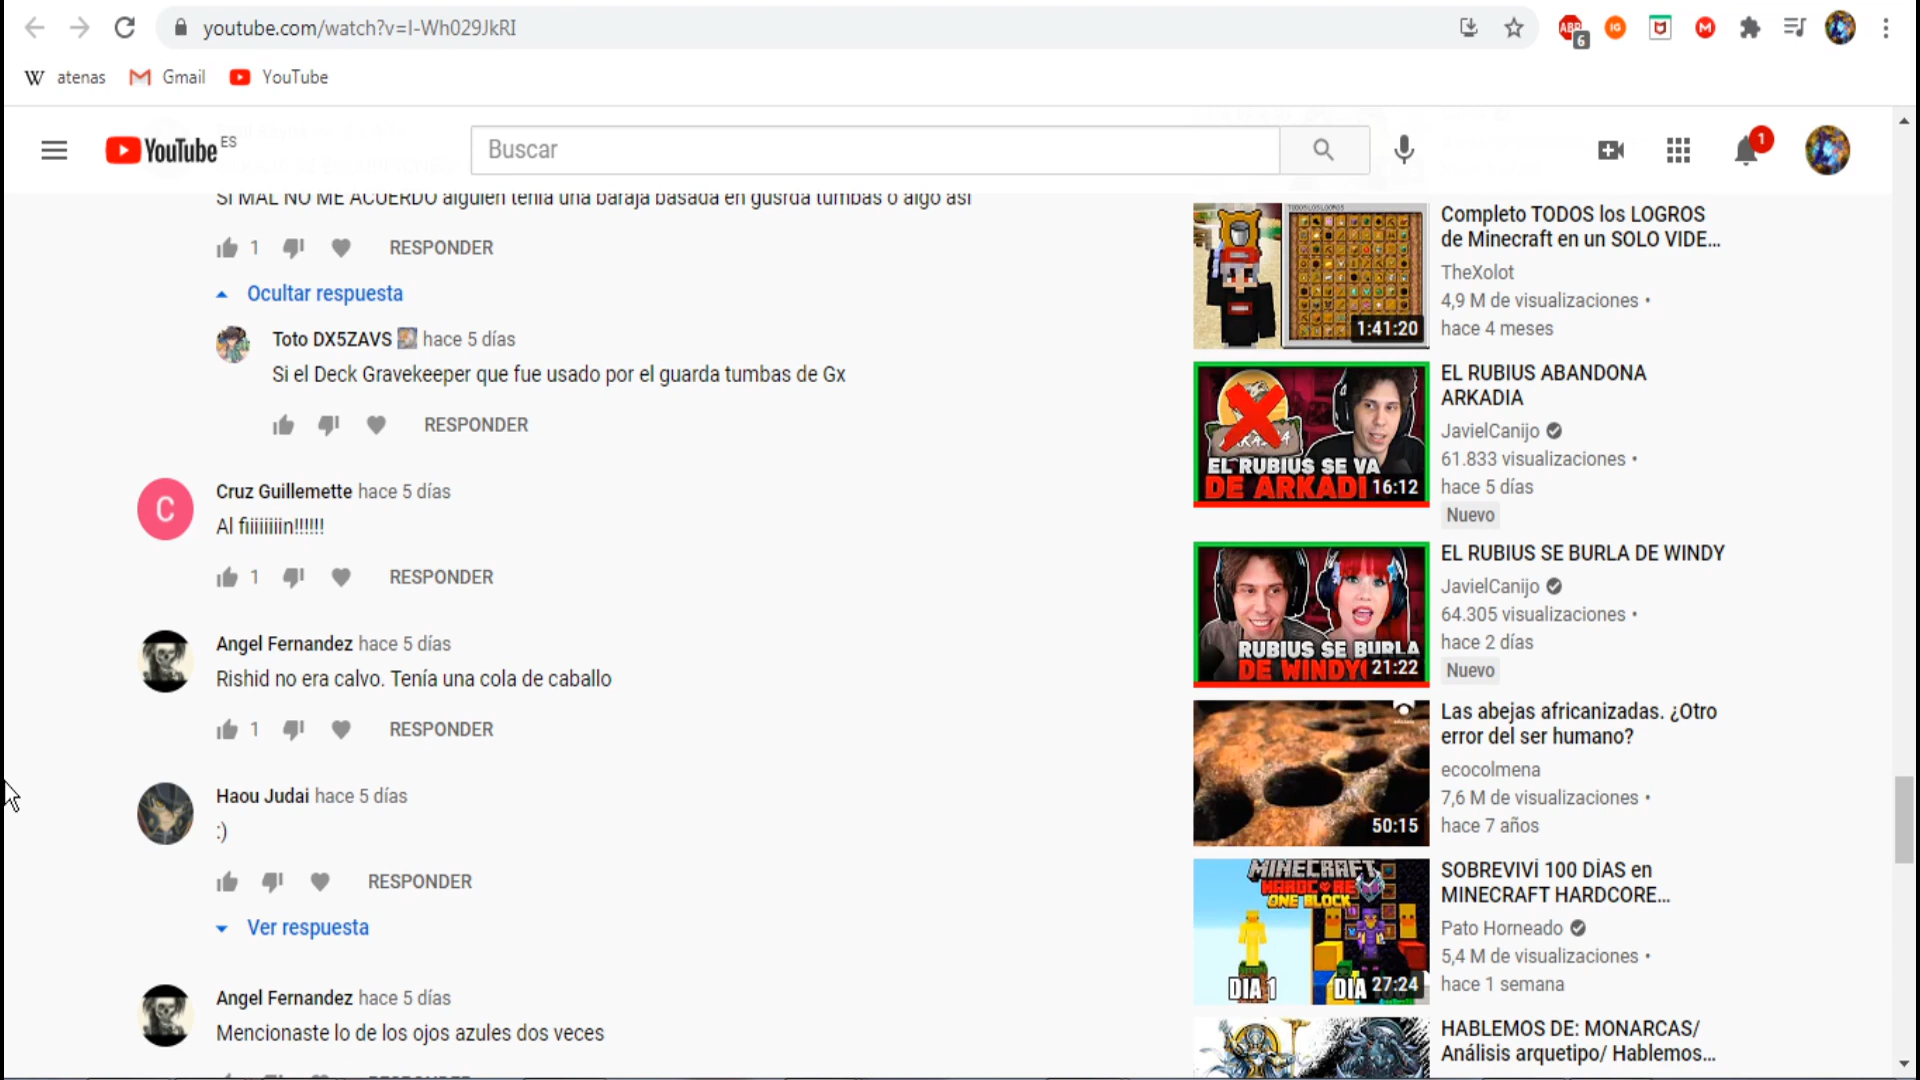 youtube.com/watch?v=I-Wh029JkRI
ABP
6
IG
M
W atenas
Gmail
YouTube
YouTube ES
Buscar
1
SI MAL NO ME ACUERDO alguien tenía una baraja basada en gusrda tumbas o algo así
1 RESPONDER
Ocultar respuesta
Toto DX5ZAVS hace 5 días
Si el Deck Gravekeeper que fue usado por el guarda tumbas de Gx
RESPONDER
C
Cruz Guillemette hace 5 días
Al fiiiiiiiin!!!!!!
1 RESPONDER
Angel Fernandez hace 5 días
Rishid no era calvo. Tenía una cola de caballo
1 RESPONDER
Haou Judai hace 5 días
:)
RESPONDER
Ver respuesta
Angel Fernandez hace 5 días
Mencionaste lo de los ojos azules dos veces
RESPONDER
TODOS LOS LOGROS
1:41:20
Completo TODOS los LOGROS
de Minecraft en un SOLO VIDE...
TheXolot
4,9 M de visualizaciones •
hace 4 meses
EL RUBIUS SE VA
DE ARKADI
16:12
EL RUBIUS ABANDONA
ARKADIA
JavielCanijo
61.833 visualizaciones •
hace 5 días
Nuevo
RUBIUS SE BURLA
DE WINDY
21:22
EL RUBIUS SE BURLA DE WINDY
JavielCanijo
64.305 visualizaciones •
hace 2 días
Nuevo
50:15
Las abejas africanizadas. ¿Otro
error del ser humano?
ecocolmena
7,6 M de visualizaciones •
hace 7 años
MINECRAFT
HARDCORE
ONE BLOCK
DIA 1
DIA
27:24
SOBREVIVÍ 100 DÍAS en
MINECRAFT HARDCORE...
Pato Horneado
5,4 M de visualizaciones •
hace 1 semana
HABLEMOS DE: MONARCAS/
Análisis arquetipo/ Hablemos...